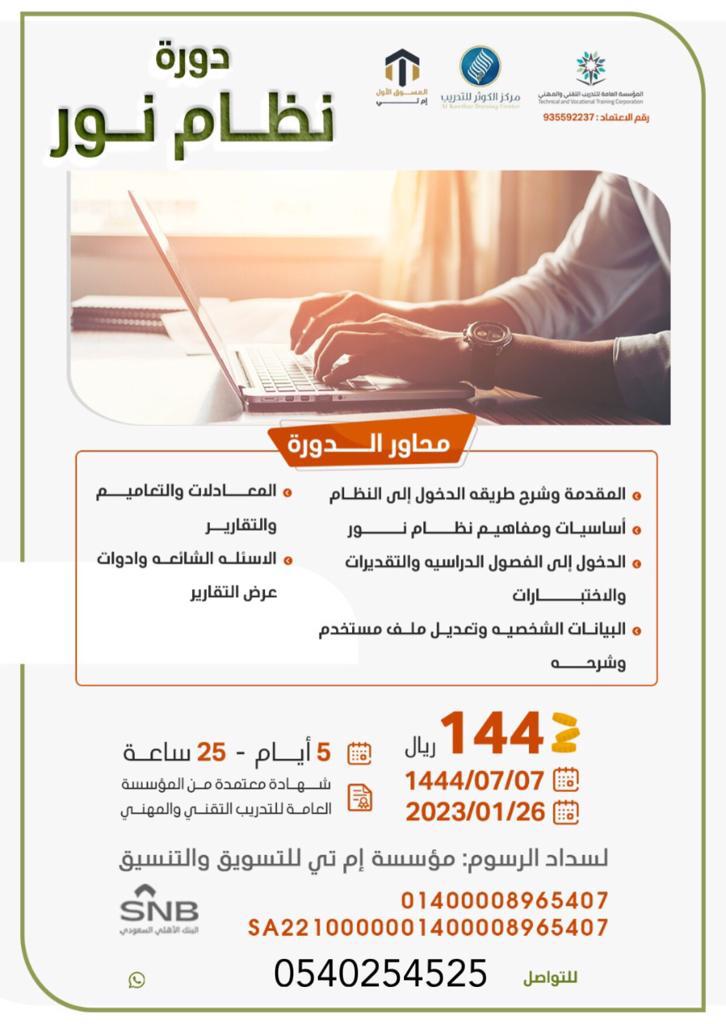 دورة
نظام نور
المسوق الأول
إم تي
مركز الكوثر للتدريب
Al Kawthar Training Center
المؤسسة العامة للتدريب التقني والمهني
Technical and Vocational Training Corporation
رقم الاعتماد : 935592237
محاور الدورة
المقدمة وشرح طريقه الدخول إلى النظام
أساسيات ومفاهيم نظام نور
الدخول إلى الفصول الدراسيه والتقديرات
والاختبارات
البيانات الشخصيه وتعديل ملف مستخدم
وشرحه
المعادلات والتعاميم
والتقارير
الاسئله الشائعه وادوات
عرض التقارير
144 ريال
1444/07/07
2023/01/26
5 أيام - 25 ساعة
شهادة معتمدة من المؤسسة
العامة للتدريب التقني والمهني
لسداد الرسوم: مؤسسة إم تي للتسويق والتنسيق
01400008965407
SA2210000001400008965407
SNB
البنك الأهلي السعودي
للتواصل 0540254525